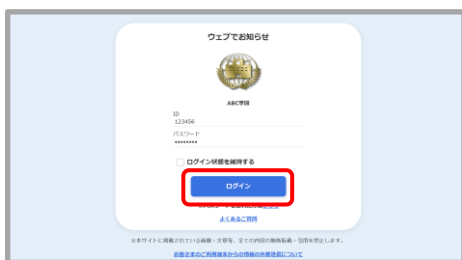 ウェブでお知らせ
ABC学園
ID
123456
パスワード
********
ログイン状態を維持する
ログイン
よくあるご質問
※本サイトに掲載されている画像・文章等、全ての内容の無断転載・引用を禁止します。
お客さまのご利用端末からの情報の外部送信について